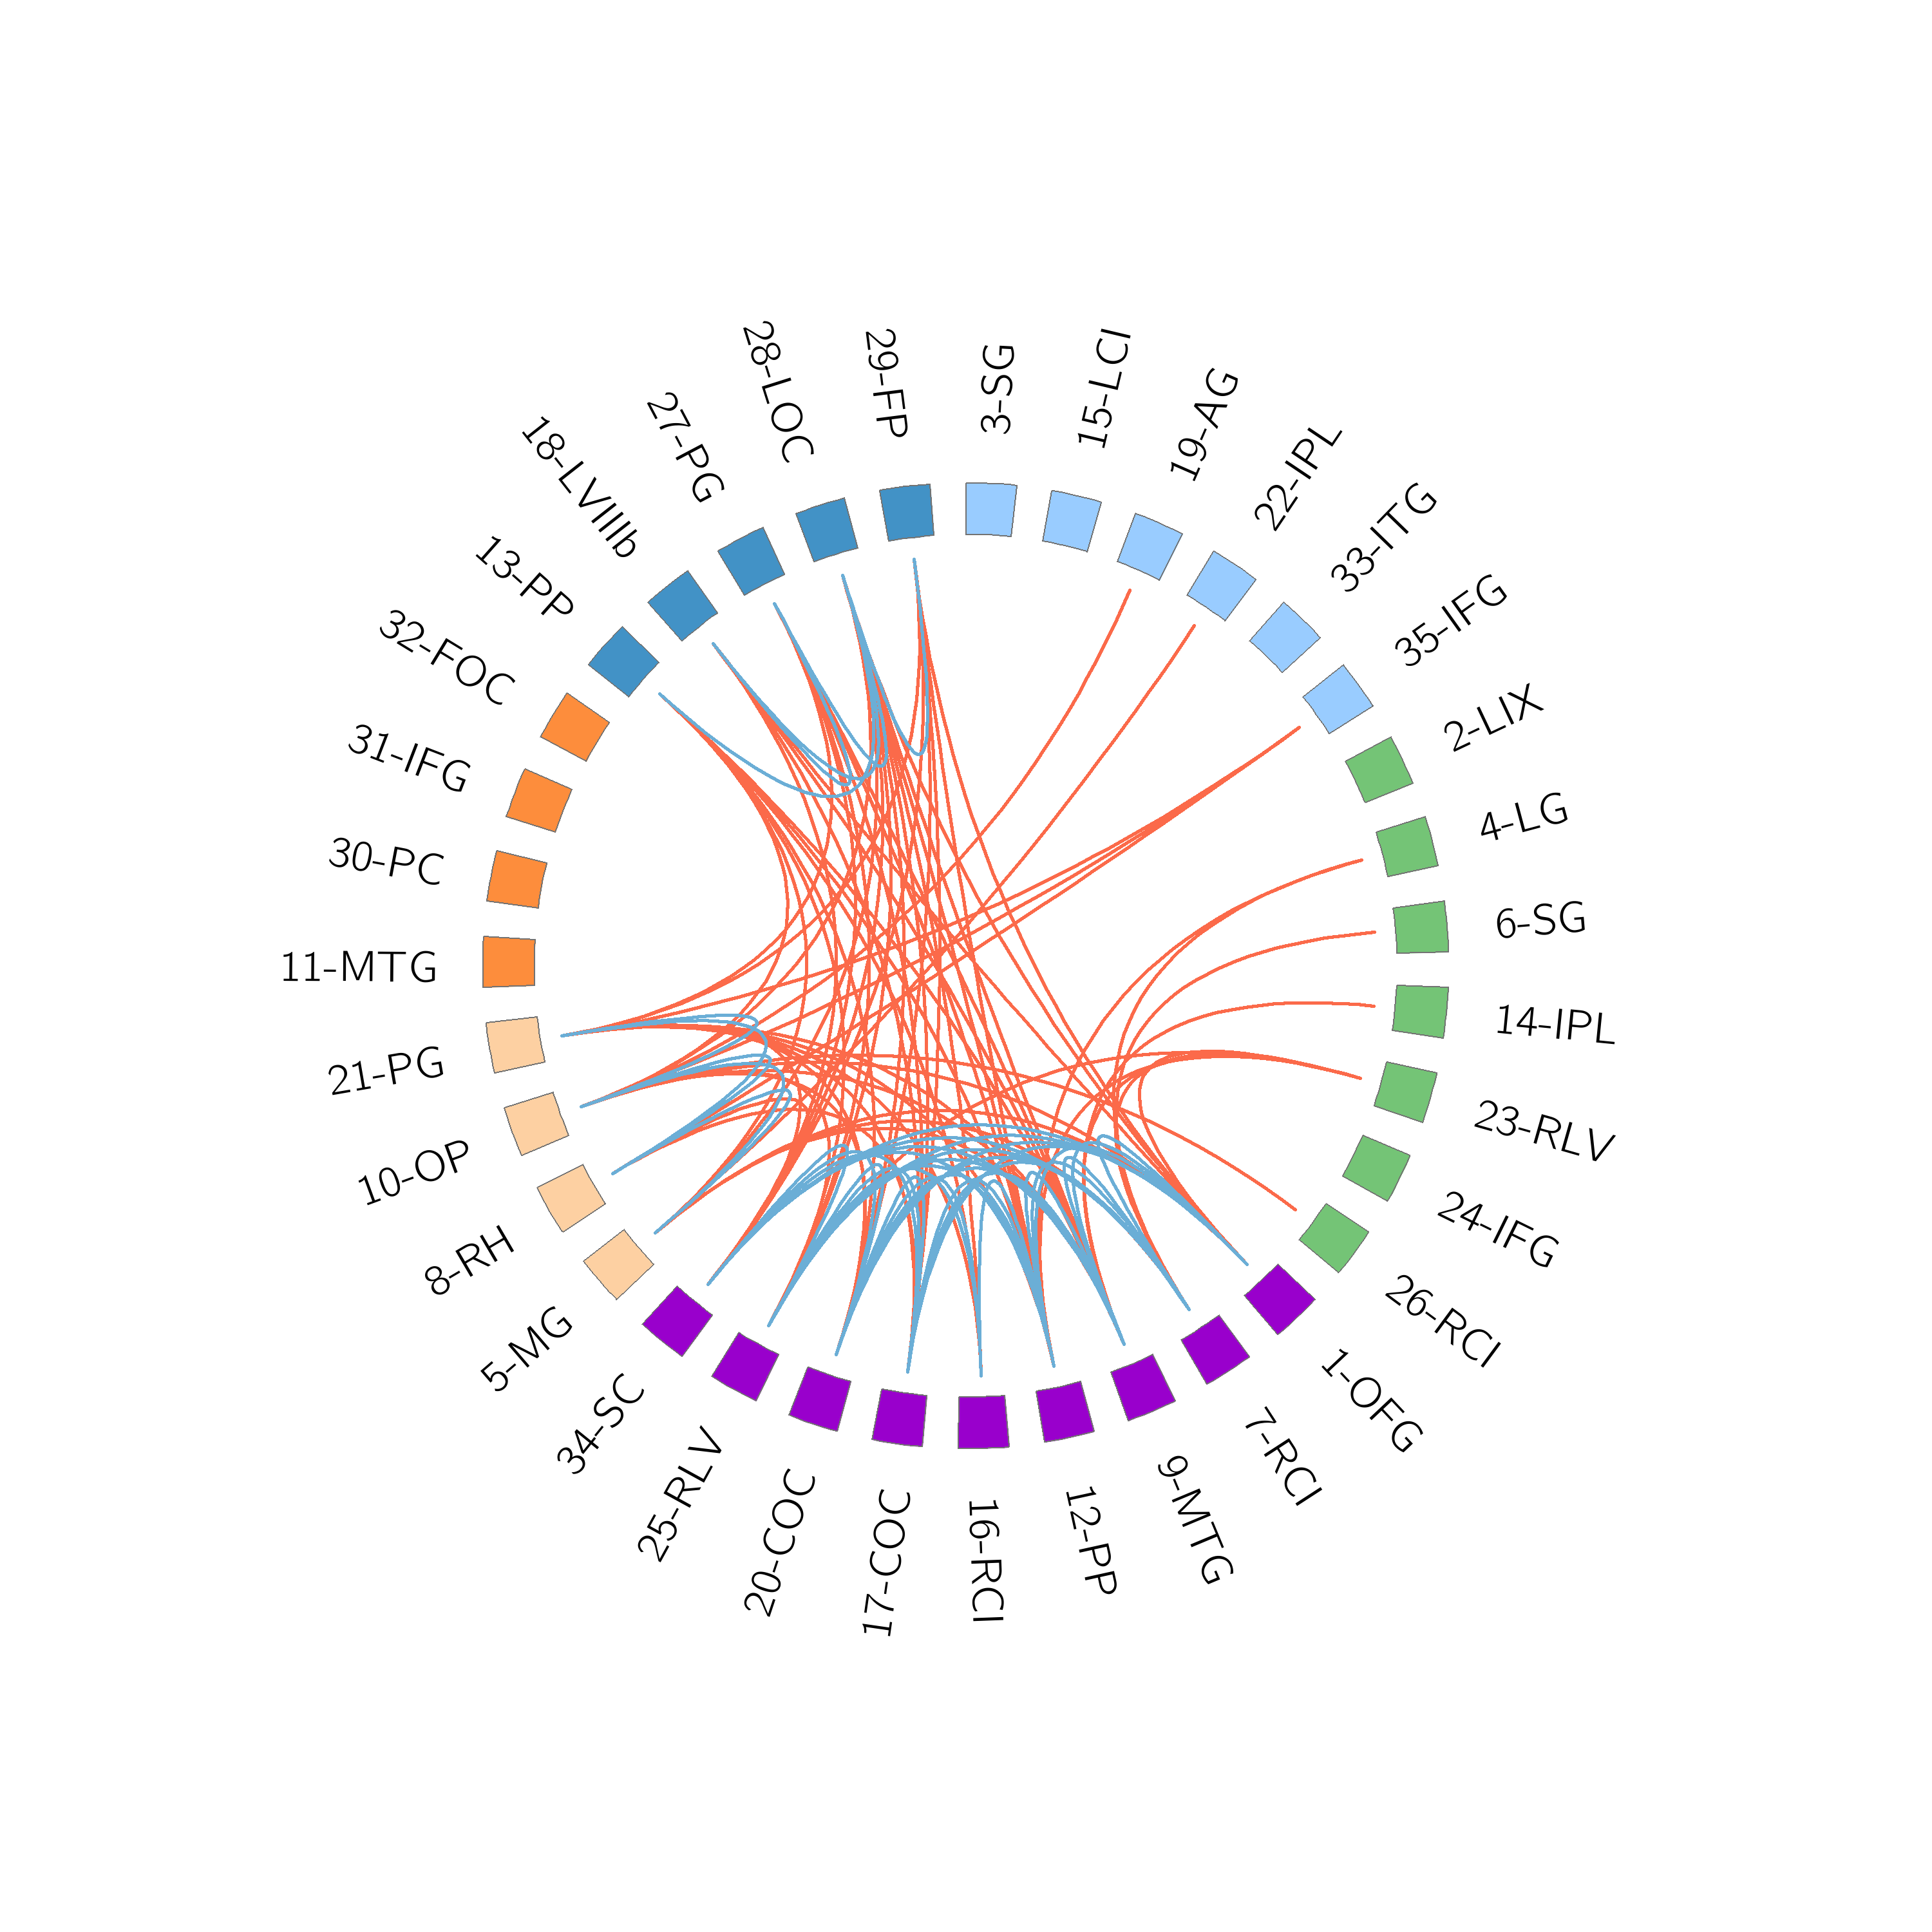 3-SG
15-LCI
19-AG
22-IPL
33-ITG
35-IFG
2-LIX
4-LG
6-SG
14-IPL
23-RLV
24-IFG
26-RCI
1-OFG
7-RCI
9-MTG
12-PP
16-RCI
17-COC
20-COC
25-RLV
34-SC
5-MG
8-RH
10-OP
21-PG
11-MTG
30-PC
31-IFG
32-FOC
13-PP
18-LVIIIb
27-PG
28-LOC
29-FP